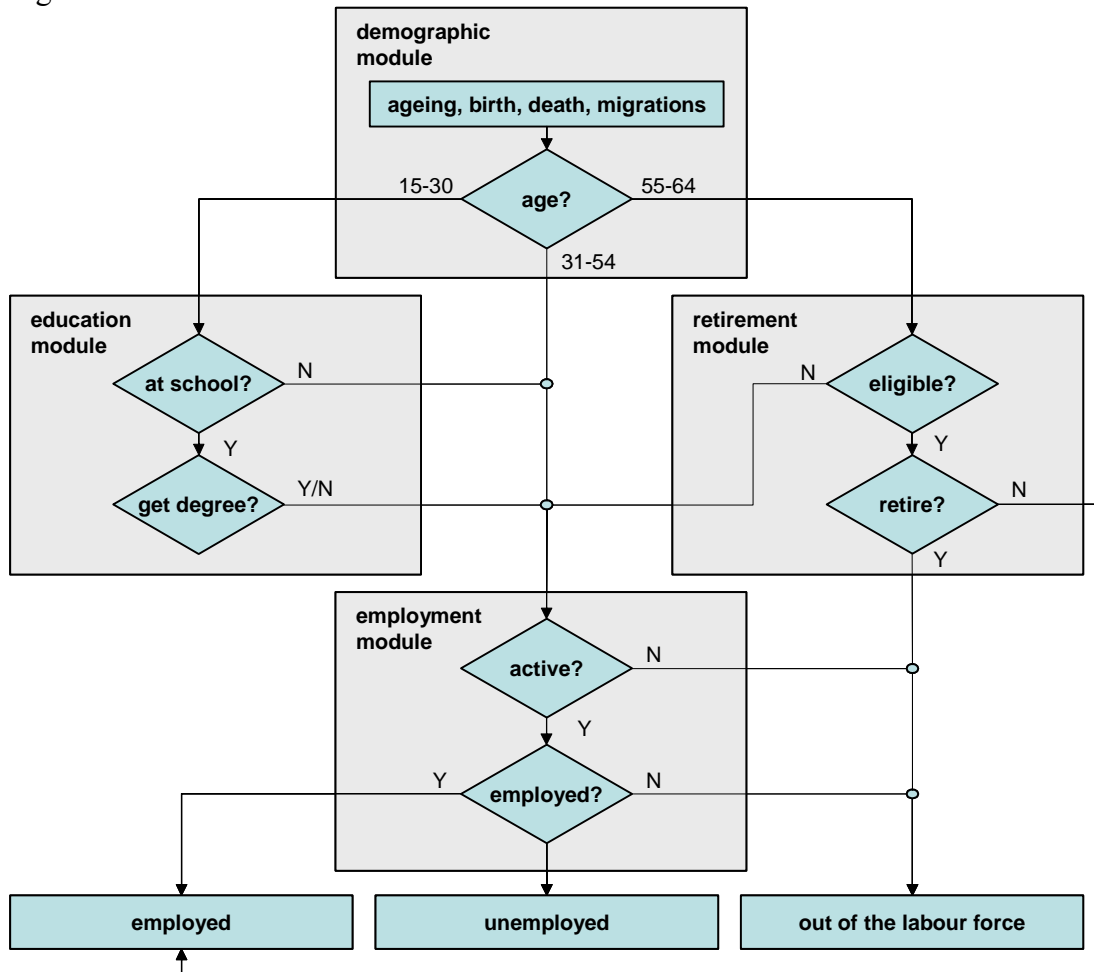 demographic
module
ageing, birth, death, migrations
15-30
age?
55-64
31-54
education
module
at school?
N
Y
get degree?
Y/N
retirement
module
N
eligible?
Y
retire?
N
Y
employment
module
active?
N
Y
Y
employed?
N
employed
unemployed
out of the labour force